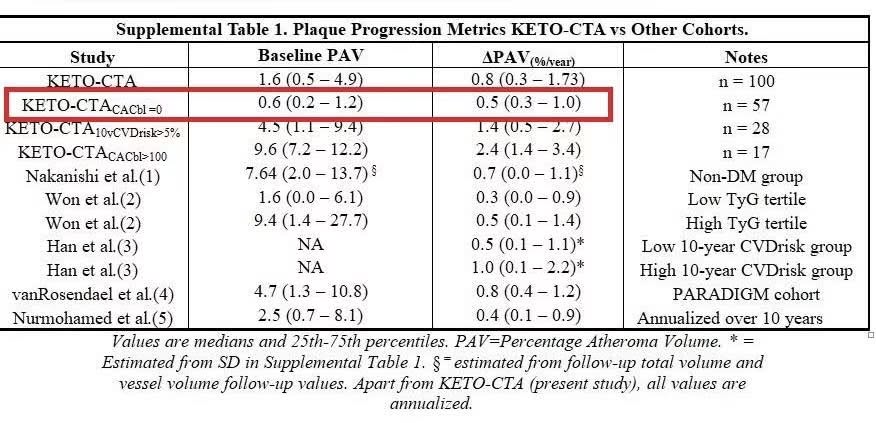 Supplemental Table 1. Plaque Progression Metrics KETO-CTA vs Other Cohorts.
Study Baseline PAV ΔPAV(%/year) Notes
KETO-CTA 1.6 (0.5 – 4.9) 0.8 (0.3 – 1.73) n = 100
KETO-CTACACbl =0 0.6 (0.2 – 1.2) 0.5 (0.3 – 1.0) n = 57
KETO-CTA10yCVDrisk>5% 4.5 (1.1 – 9.4) 1.4 (0.5 – 2.7) n = 28
KETO-CTACACbl>100 9.6 (7.2 – 12.2) 2.4 (1.4 – 3.4) n = 17
Nakanishi et al.(1) 7.64 (2.0 – 13.7) § 0.7 (0.0 – 1.1)§ Non-DM group
Won et al.(2) 1.6 (0.0 – 6.1) 0.3 (0.0 – 0.9) Low TyG tertile
Won et al.(2) 9.4 (1.4 – 27.7) 0.5 (0.1 – 1.4) High TyG tertile
Han et al.(3) NA 0.5 (0.1 – 1.1)* Low 10-year CVDrisk group
Han et al.(3) NA 1.0 (0.1 – 2.2)* High 10-year CVDrisk group
vanRosendael et al.(4) 4.7 (1.3 – 10.8) 0.8 (0.4 – 1.2) PARADIGM cohort
Nurmohamed et al.(5) 2.5 (0.7 – 8.1) 0.4 (0.1 – 0.9) Annualized over 10 years
Values are medians and 25th-75th percentiles. PAV=Percentage Atheroma Volume. * =
Estimated from SD in Supplemental Table 1. § = estimated from follow-up total volume and
vessel volume follow-up values. Apart from KETO-CTA (present study), all values are
annualized.